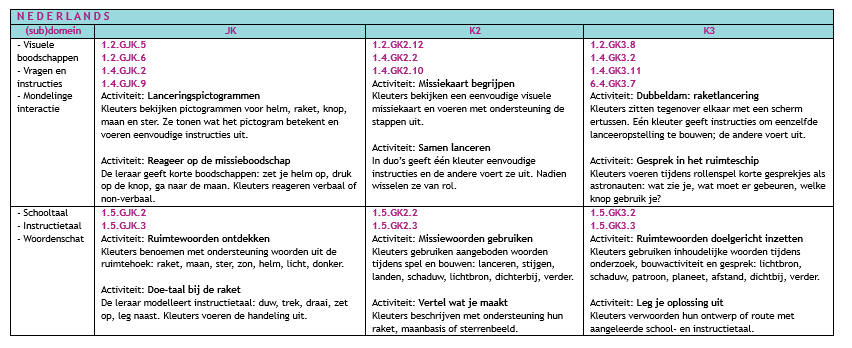 NEDERLANDS
(sub)domein
JK
K2
K3
- Visuele
boodschappen
- Vragen en
instructies
- Mondelinge
interactie
1.2.GJK.5
1.2.GJK.6
1.4.GJK.2
1.4.GJK.9
Activiteit: Lanceringspictogrammen
Kleuters bekijken pictogrammen voor helm, raket, knop,
maan en ster. Ze tonen wat het pictogram betekent en
voeren eenvoudige instructies uit.
Activiteit: Reageer op de missieboodschap
De leraar geeft korte boodschappen: zet je helm op, druk
op de knop, ga naar de maan. Kleuters reageren verbaal of
non-verbaal.
1.2.GK2.12
1.4.GK2.2
1.4.GK2.10
Activiteit: Missiekaart begrijpen
Kleuters bekijken een eenvoudige visuele
missiekaart en voeren met ondersteuning de
stappen uit.
Activiteit: Samen lanceren
In duo's geeft één kleuter eenvoudige
instructies en de andere voert ze uit. Nadien
wisselen ze van rol.
1.2.GK3.8
1.4.GK3.2
1.4.GK3.11
6.4.GK3.7
Activiteit: Dubbeldam: raketlancering
Kleuters zitten tegenover elkaar met een scherm
ertussen. Eén kleuter geeft instructies om eenzelfde
lanceeropstelling te bouwen; de andere voert uit.
Activiteit: Gesprek in het ruimteschip
Kleuters voeren tijdens rollenspel korte gesprekjes als
astronauten: wat zie je, wat moet er gebeuren, welke
knop gebruik je?
- Schooltaal
- Instructietaal
- Woordenschat
1.5.GJK.2
1.5.GJK.3
Activiteit: Ruimtewoorden ontdekken
Kleuters benoemen met ondersteuning woorden uit de
ruimtehoek: raket, maan, ster, zon, helm, licht, donker.
Activiteit: Doe-taal bij de raket
De leraar modelleert instructietaal: duw, trek, draai, zet
op, leg naast. Kleuters voeren de handeling uit.
1.5.GK2.2
1.5.GK2.3
Activiteit: Missiewoorden gebruiken
Kleuters gebruiken aangeboden woorden
tijdens spel en bouwen: lanceren, stijgen,
landen, schaduw, lichtbron, dichterbij, verder.
Activiteit: Vertel wat je maakt
Kleuters beschrijven met ondersteuning hun
raket, maanbasis of sterrenbeeld.
1.5.GK3.2
1.5.GK3.3
Activiteit: Ruimtewoorden doelgericht inzetten
Kleuters gebruiken inhoudelijke woorden tijdens
onderzoek, bouwactiviteit en gesprek: lichtbron,
schaduw, patroon, planeet, afstand, dichtbij, verder.
Activiteit: Leg je oplossing uit
Kleuters verwoorden hun ontwerp of route met
aangeleerde school- en instructietaal.